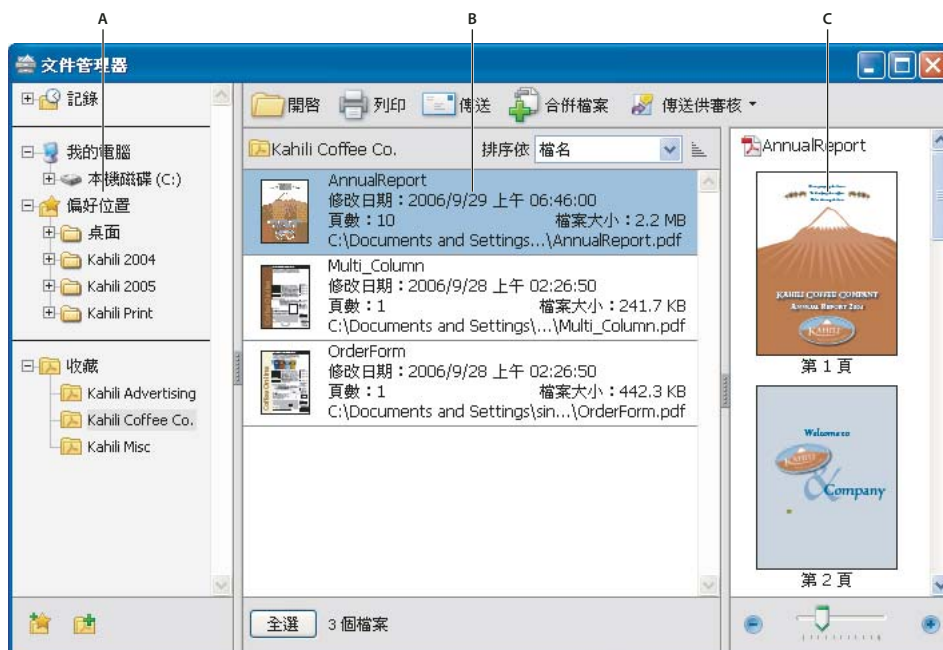 A B C
文件管理器
記錄
我的電腦
本機磁碟 (C:)
偏好位置
桌面
Kahili 2004
Kahili 2005
Kahili Print
收藏
Kahili Advertising
Kahili Coffee Co.
Kahili Misc
開啓 列印 傳送 合併檔案 傳送供審核
Kahili Coffee Co. 排序依 檔名
AnnualReport
修改日期：2006/9/29 上午 06:46:00
頁數：10 檔案大小：2.2 MB
C:\Documents and Settings...\AnnualReport.pdf
Multi_Column
修改日期：2006/9/28 上午 02:26:50
頁數：1 檔案大小：241.7 KB
C:\Documents and Settings\...\Multi_Column.pdf
OrderForm
修改日期：2006/9/28 上午 02:26:50
頁數：1 檔案大小：442.3 KB
C:\Documents and Settings\sin...\OrderForm.pdf
全選 3 個檔案
AnnualReport
KAHILI COFFEE COMPANY
KAHILI
第 1 頁
Welcome to
KAHILI
& Company
第 2 頁